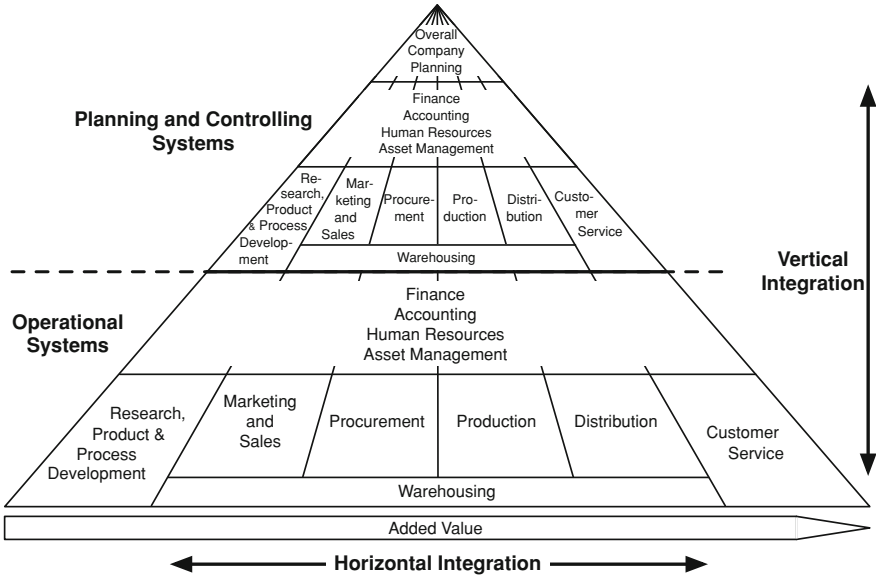 Overall
Company
Planning
Planning and Controlling
Systems
Finance
Accounting
Human Resources
Asset Management
Re-
search,
Product
& Process
Develop-
ment
Mar-
keting
and
Sales
Procure-
ment
Pro-
duction
Distri-
bution
Custo-
mer
Service
Warehousing
Vertical
Integration
Operational
Systems
Finance
Accounting
Human Resources
Asset Management
Research,
Product &
Process
Development
Marketing
and
Sales
Procurement
Production
Distribution
Customer
Service
Warehousing
Added Value
Horizontal Integration